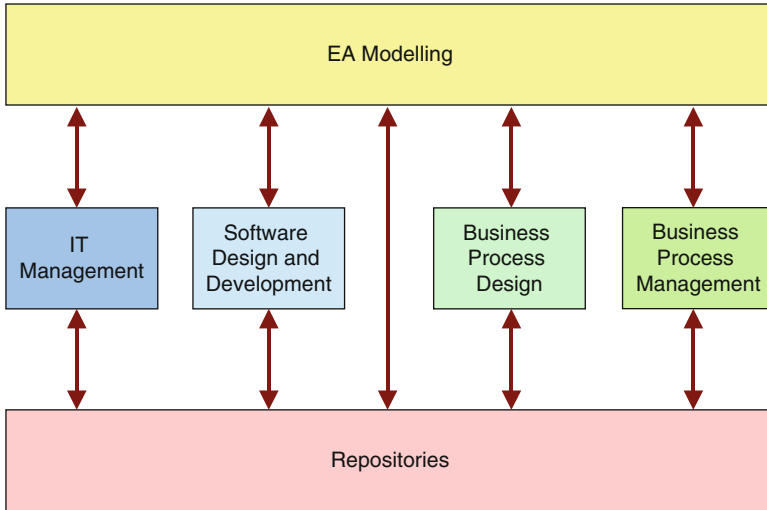 EA Modelling
IT
Management
Software
Design and
Development
Business
Process
Design
Business
Process
Management
Repositories